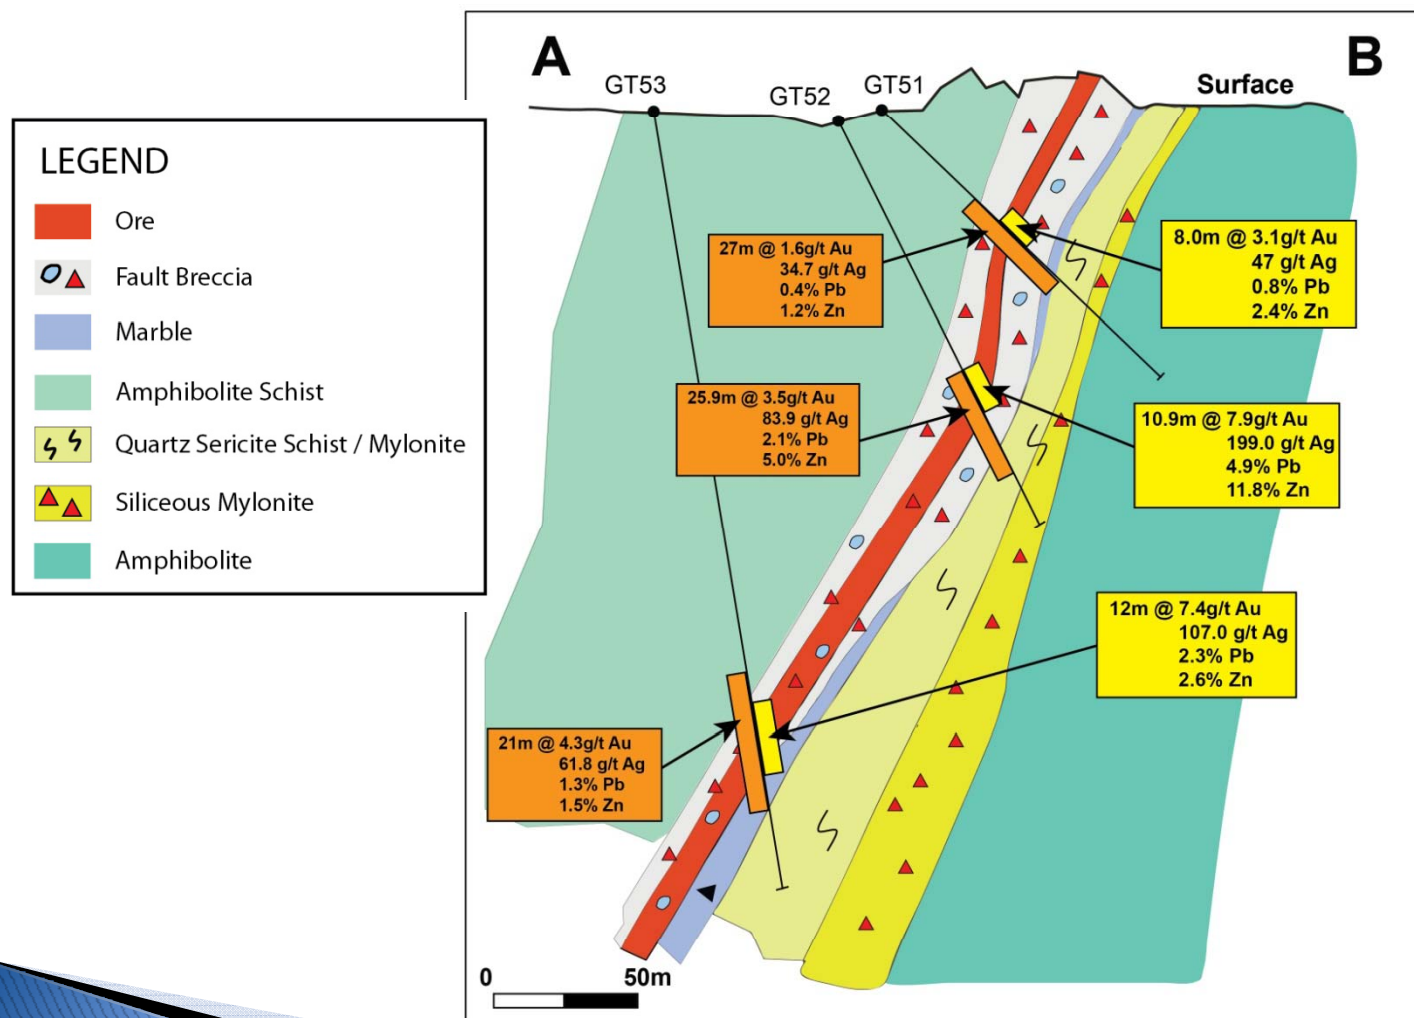 A
B
GT53
GT52
GT51
Surface
LEGEND
Ore
Fault Breccia
Marble
Amphibolite Schist
Quartz Sericite Schist / Mylonite
Siliceous Mylonite
Amphibolite
27m @ 1.6g/t Au
34.7 g/t Ag
0.4% Pb
1.2% Zn
8.0m @ 3.1g/t Au
47 g/t Ag
0.8% Pb
2.4% Zn
25.9m @ 3.5g/t Au
83.9 g/t Ag
2.1% Pb
5.0% Zn
10.9m @ 7.9g/t Au
199.0 g/t Ag
4.9% Pb
11.8% Zn
12m @ 7.4g/t Au
107.0 g/t Ag
2.3% Pb
2.6% Zn
21m @ 4.3g/t Au
61.8 g/t Ag
1.3% Pb
1.5% Zn
0 50m